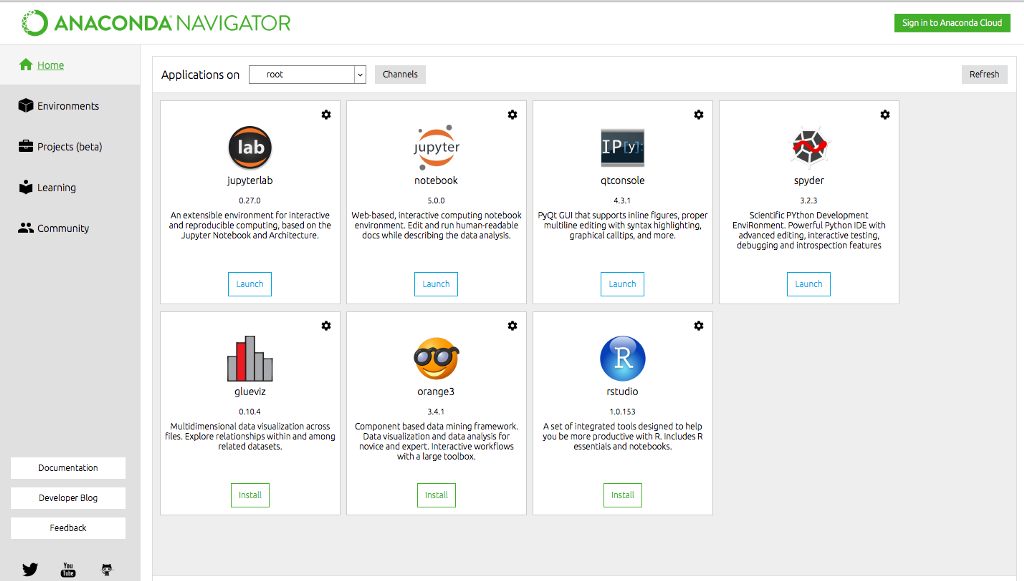 ANACONDA NAVIGATOR
Sign in to Anaconda Cloud
Home
Environments
Projects (beta)
Learning
Community
Documentation
Developer Blog
Feedback
You
Tube
Applications on
root
Channels
Refresh
lab
jupyterlab
0.27.0
An extensible environment for interactive
and reproducible computing, based on the
Jupyter Notebook and Architecture.
Launch
jupyter
notebook
5.0.0
Web-based, interactive computing notebook
environment. Edit and run human-readable
docs while describing the data analysis.
Launch
IP[y]:
qtconsole
4.3.1
PyQt GUI that supports inline figures, proper
multiline editing with syntax highlighting,
graphical calltips, and more.
Launch
spyder
3.2.3
Scientific PYthon Development
EnviRonment. Powerful Python IDE with
advanced editing, interactive testing,
debugging and introspection features
Launch
glueviz
0.10.4
Multidimensional data visualization across
files. Explore relationships within and among
related datasets.
Install
orange3
3.4.1
Component based data mining framework.
Data visualization and data analysis for
novice and expert. Interactive workflows
with a large toolbox.
Install
R
rstudio
1.0.153
A set of integrated tools designed to help
you be more productive with R. Includes R
essentials and notebooks.
Install